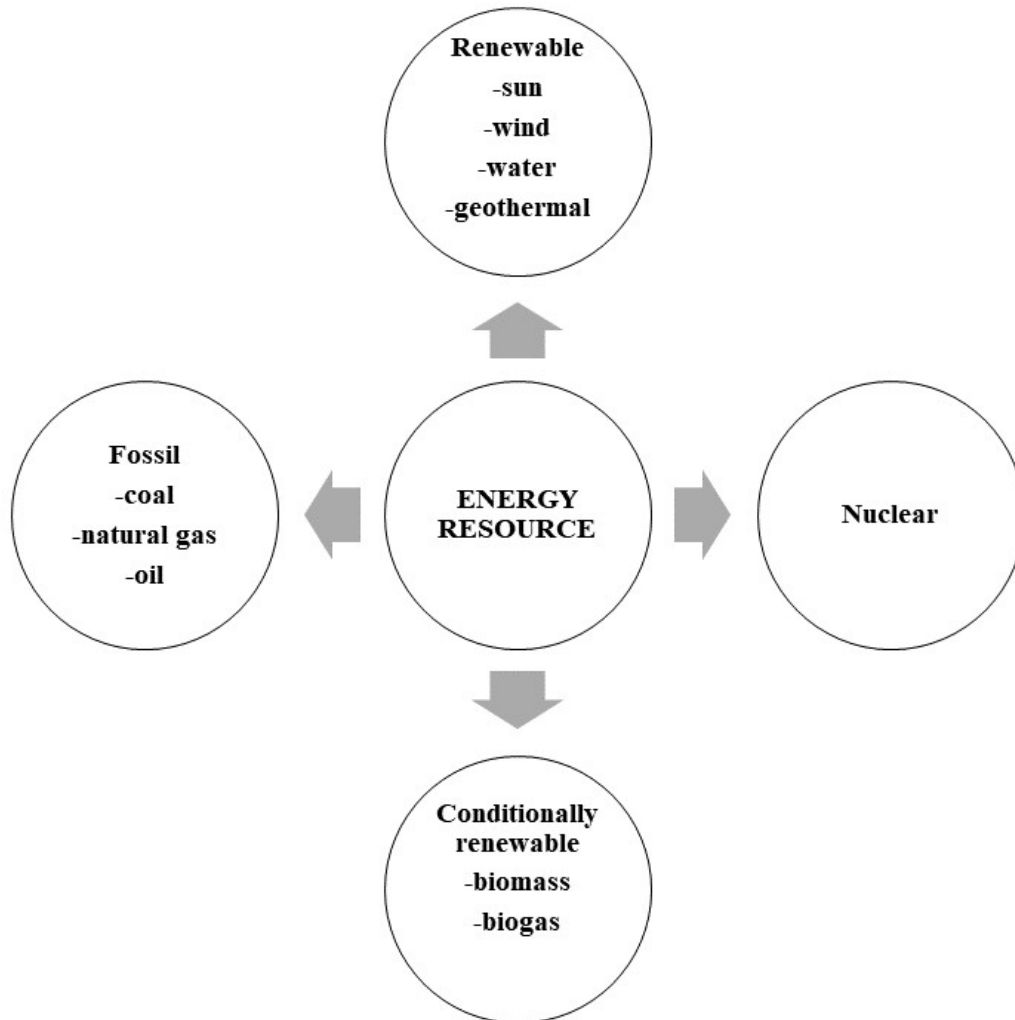 Renewable
-sun
-wind
-water
-geothermal
Fossil
-coal
-natural gas
-oil
ENERGY
RESOURCE
Nuclear
Conditionally
renewable
-biomass
-biogas